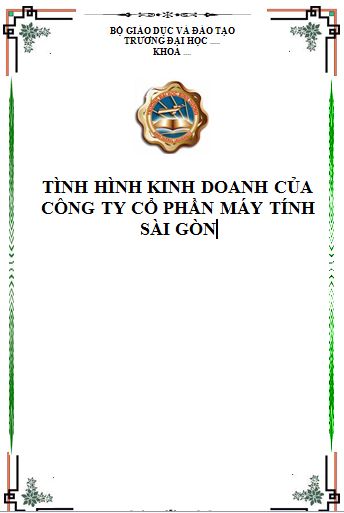 BỘ GIÁO DỤC VÀ ĐÀO TẠO
TRƯỜNG ĐẠI HỌC ....
KHOA ....
TÌNH HÌNH KINH DOANH CỦA
CÔNG TY CỔ PHẦN MÁY TÍNH
SÀI GÒN